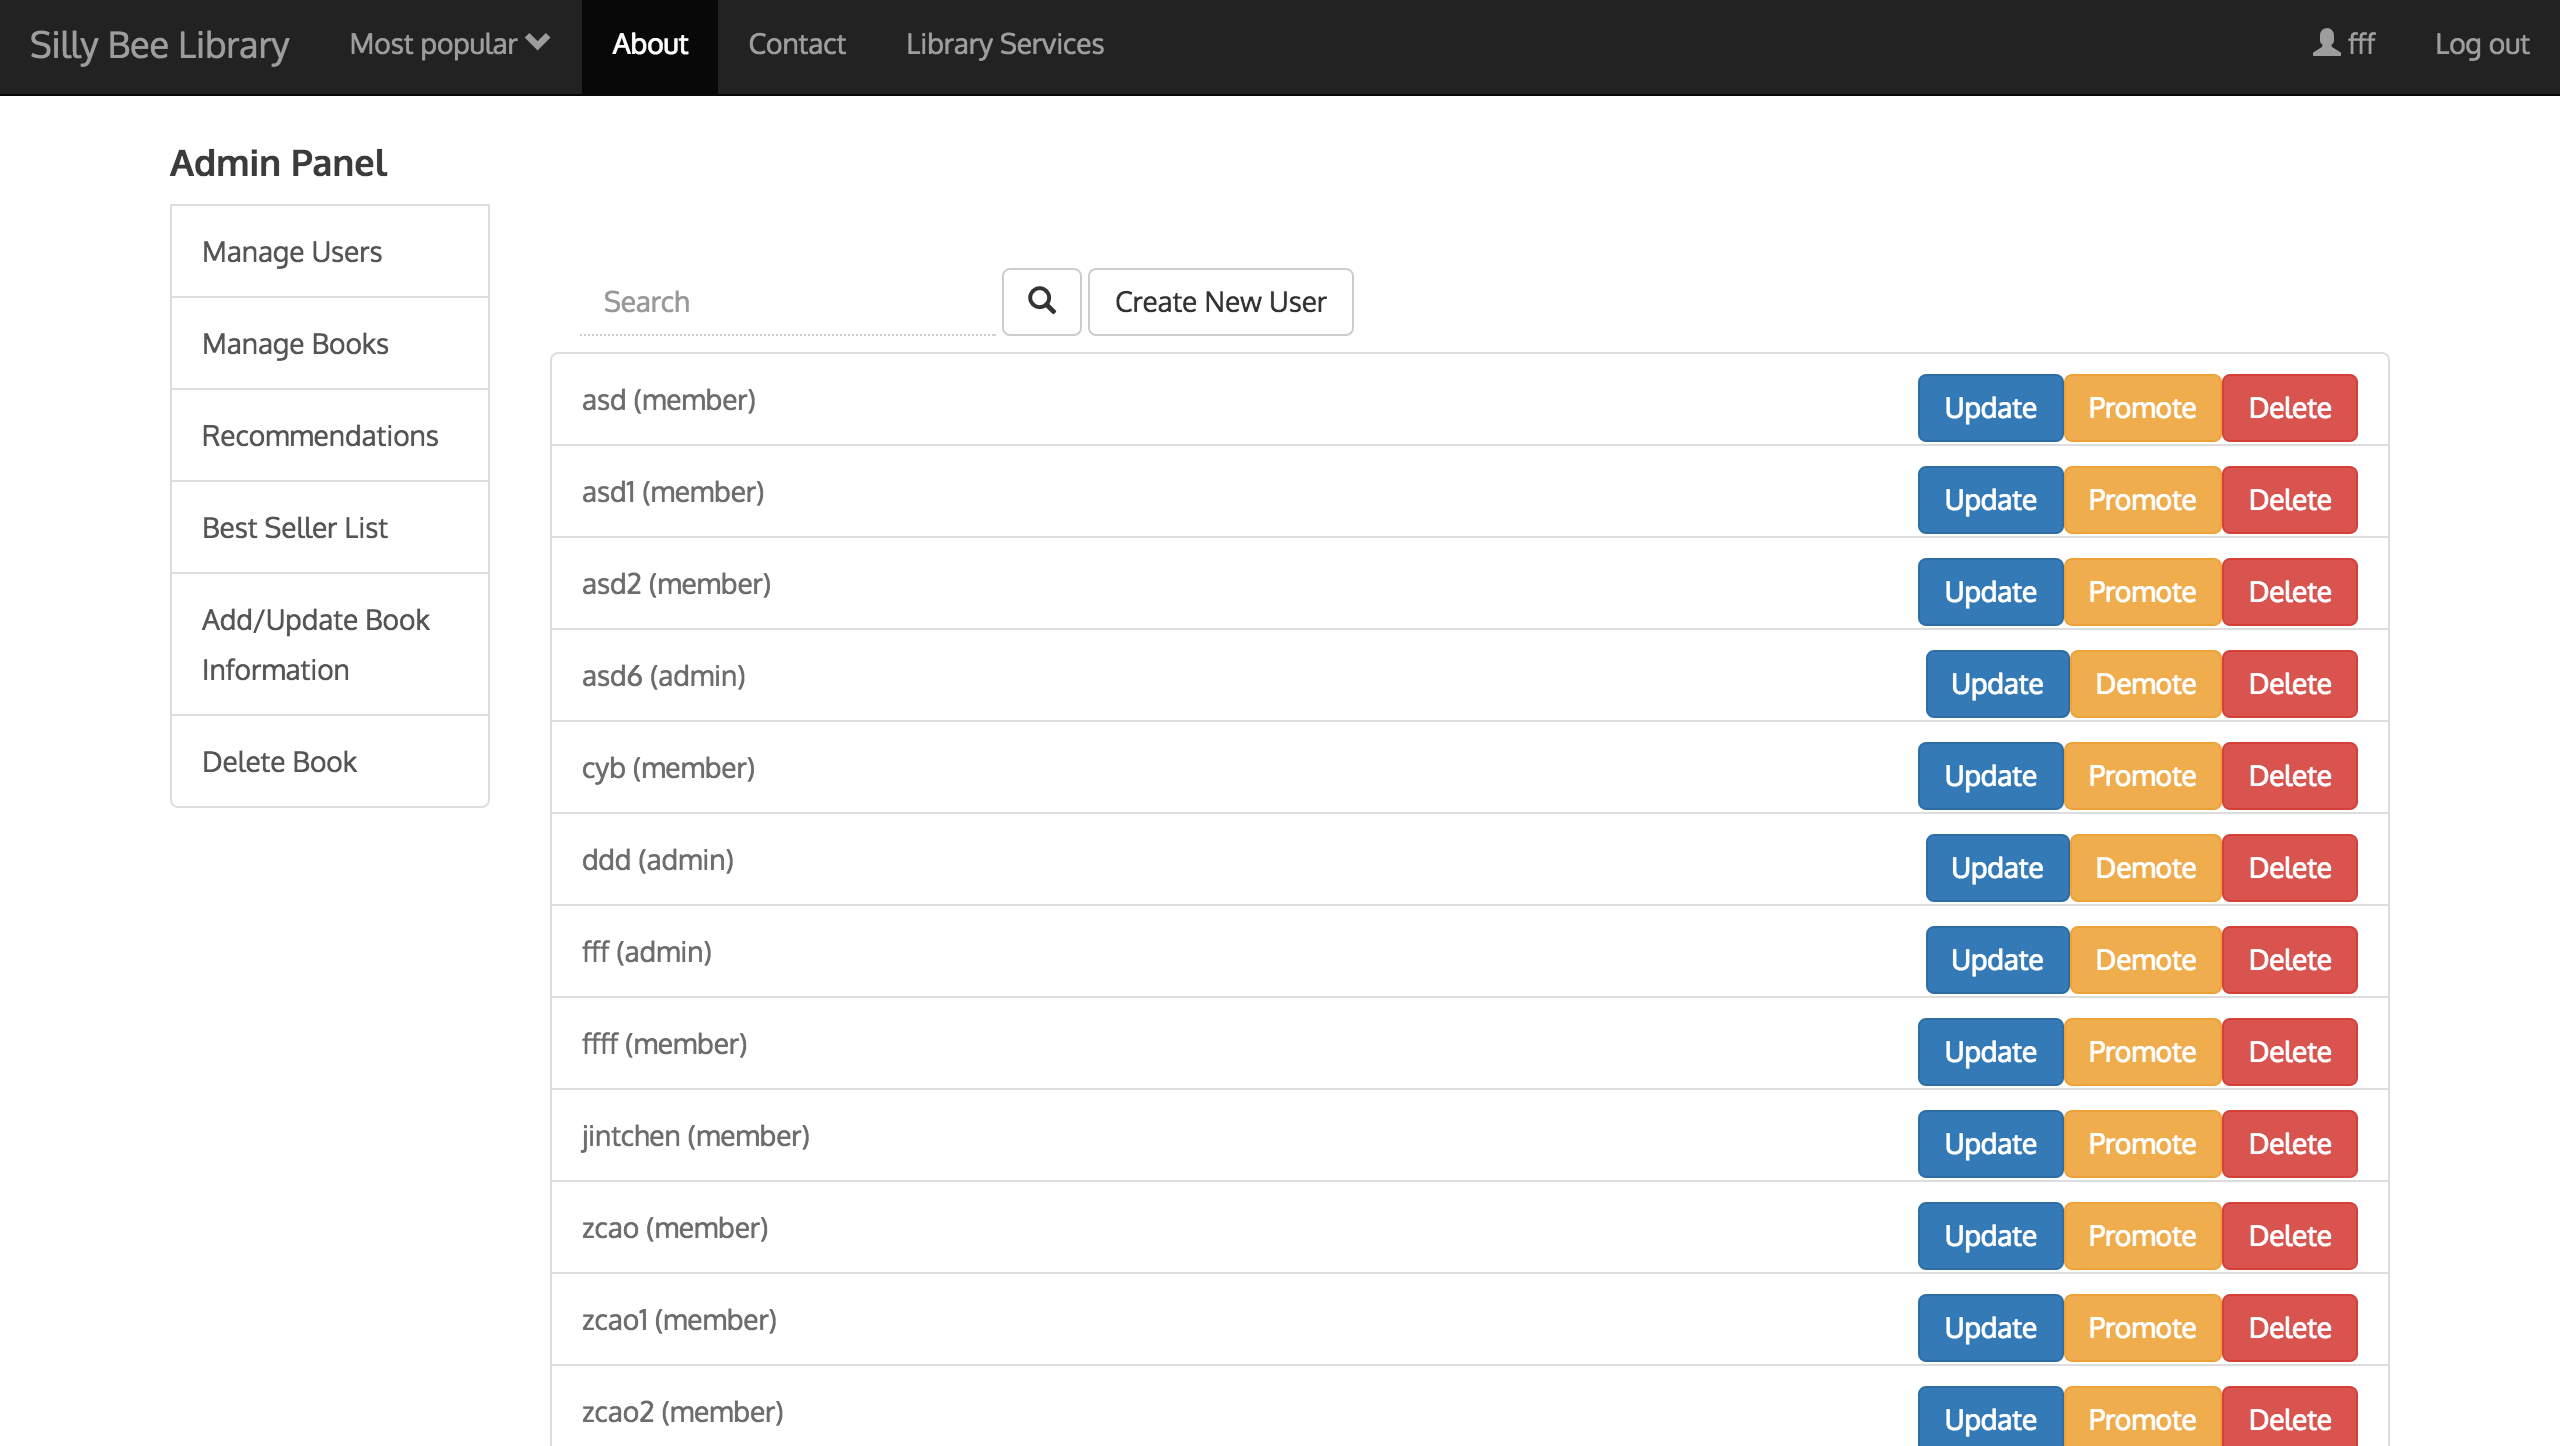 Silly Bee Library Most popular About Contact Library Services fff Log out
Admin Panel
Manage Users
Manage Books
Recommendations
Best Seller List
Add/Update Book
Information
Delete Book
Search Create New User
asd (member) Update Promote Delete
asd1 (member) Update Promote Delete
asd2 (member) Update Promote Delete
asd6 (admin) Update Demote Delete
cyb (member) Update Promote Delete
ddd (admin) Update Demote Delete
fff (admin) Update Demote Delete
ffff (member) Update Promote Delete
jintchen (member) Update Promote Delete
zcao (member) Update Promote Delete
zcao1 (member) Update Promote Delete
zcao2 (member) Update Promote Delete